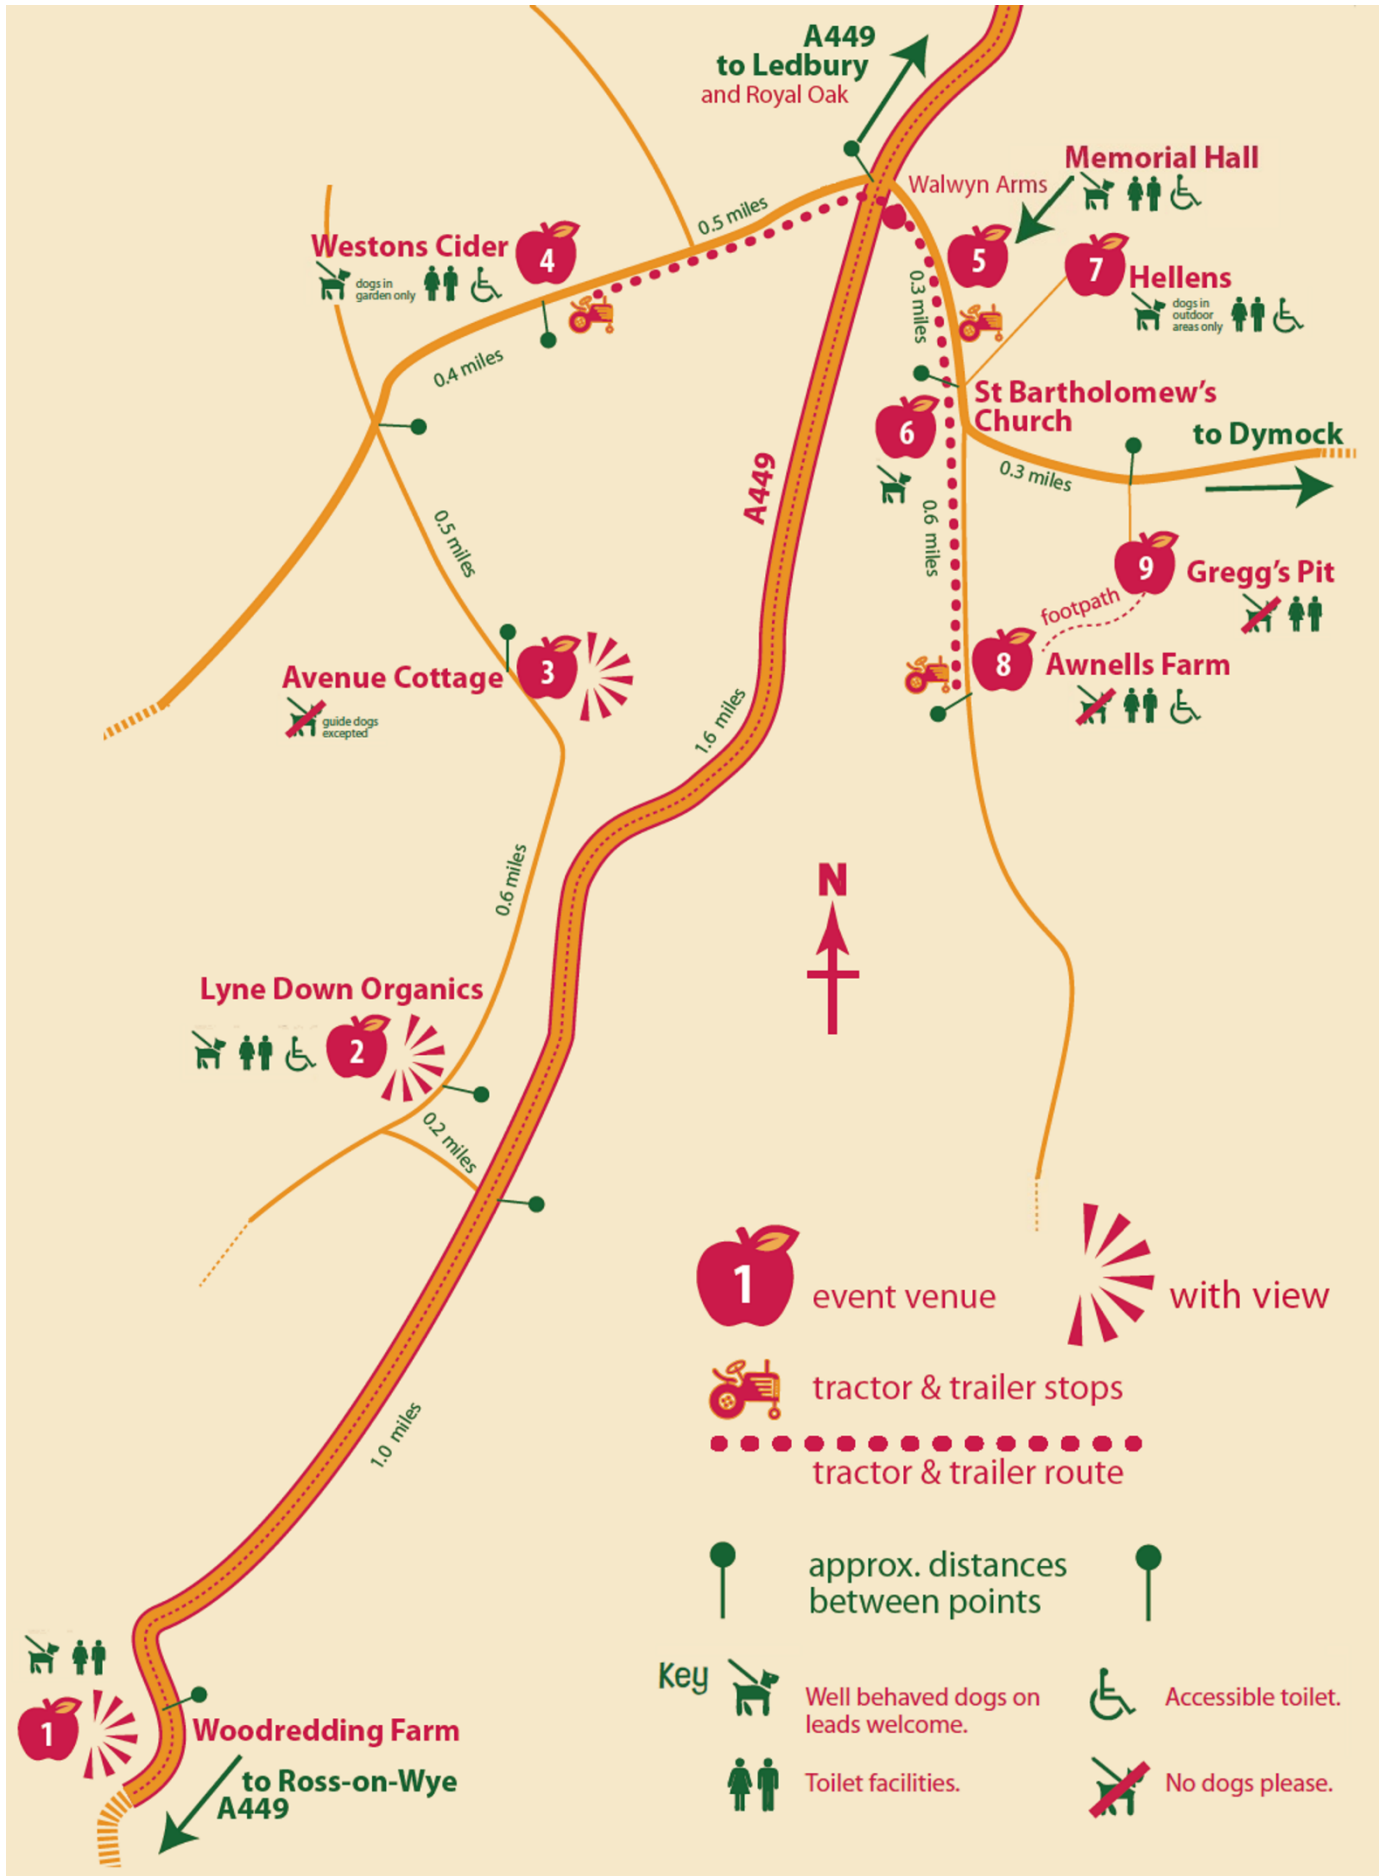 A449
to Ledbury
and Royal Oak
Walwyn Arms
Memorial Hall
0.5 miles
Westons Cider
4
dogs in
garden only
5
7
Hellens
dogs in
outdoor
areas only
0.3 miles
0.4 miles
St Bartholomew's
Church
6
to Dymock
0.3 miles
A449
0.5 miles
0.6 miles
9
Gregg's Pit
footpath
Avenue Cottage
3
guide dogs
excepted
8
Awnells Farm
1.6 miles
0.6 miles
N
Lyne Down Organics
2
0.2 miles
1
event venue
with view
tractor & trailer stops
tractor & trailer route
1.0 miles
approx. distances
between points
Key
Well behaved dogs on
leads welcome.
Accessible toilet.
Toilet facilities.
No dogs please.
1
Woodredding Farm
to Ross-on-Wye
A449